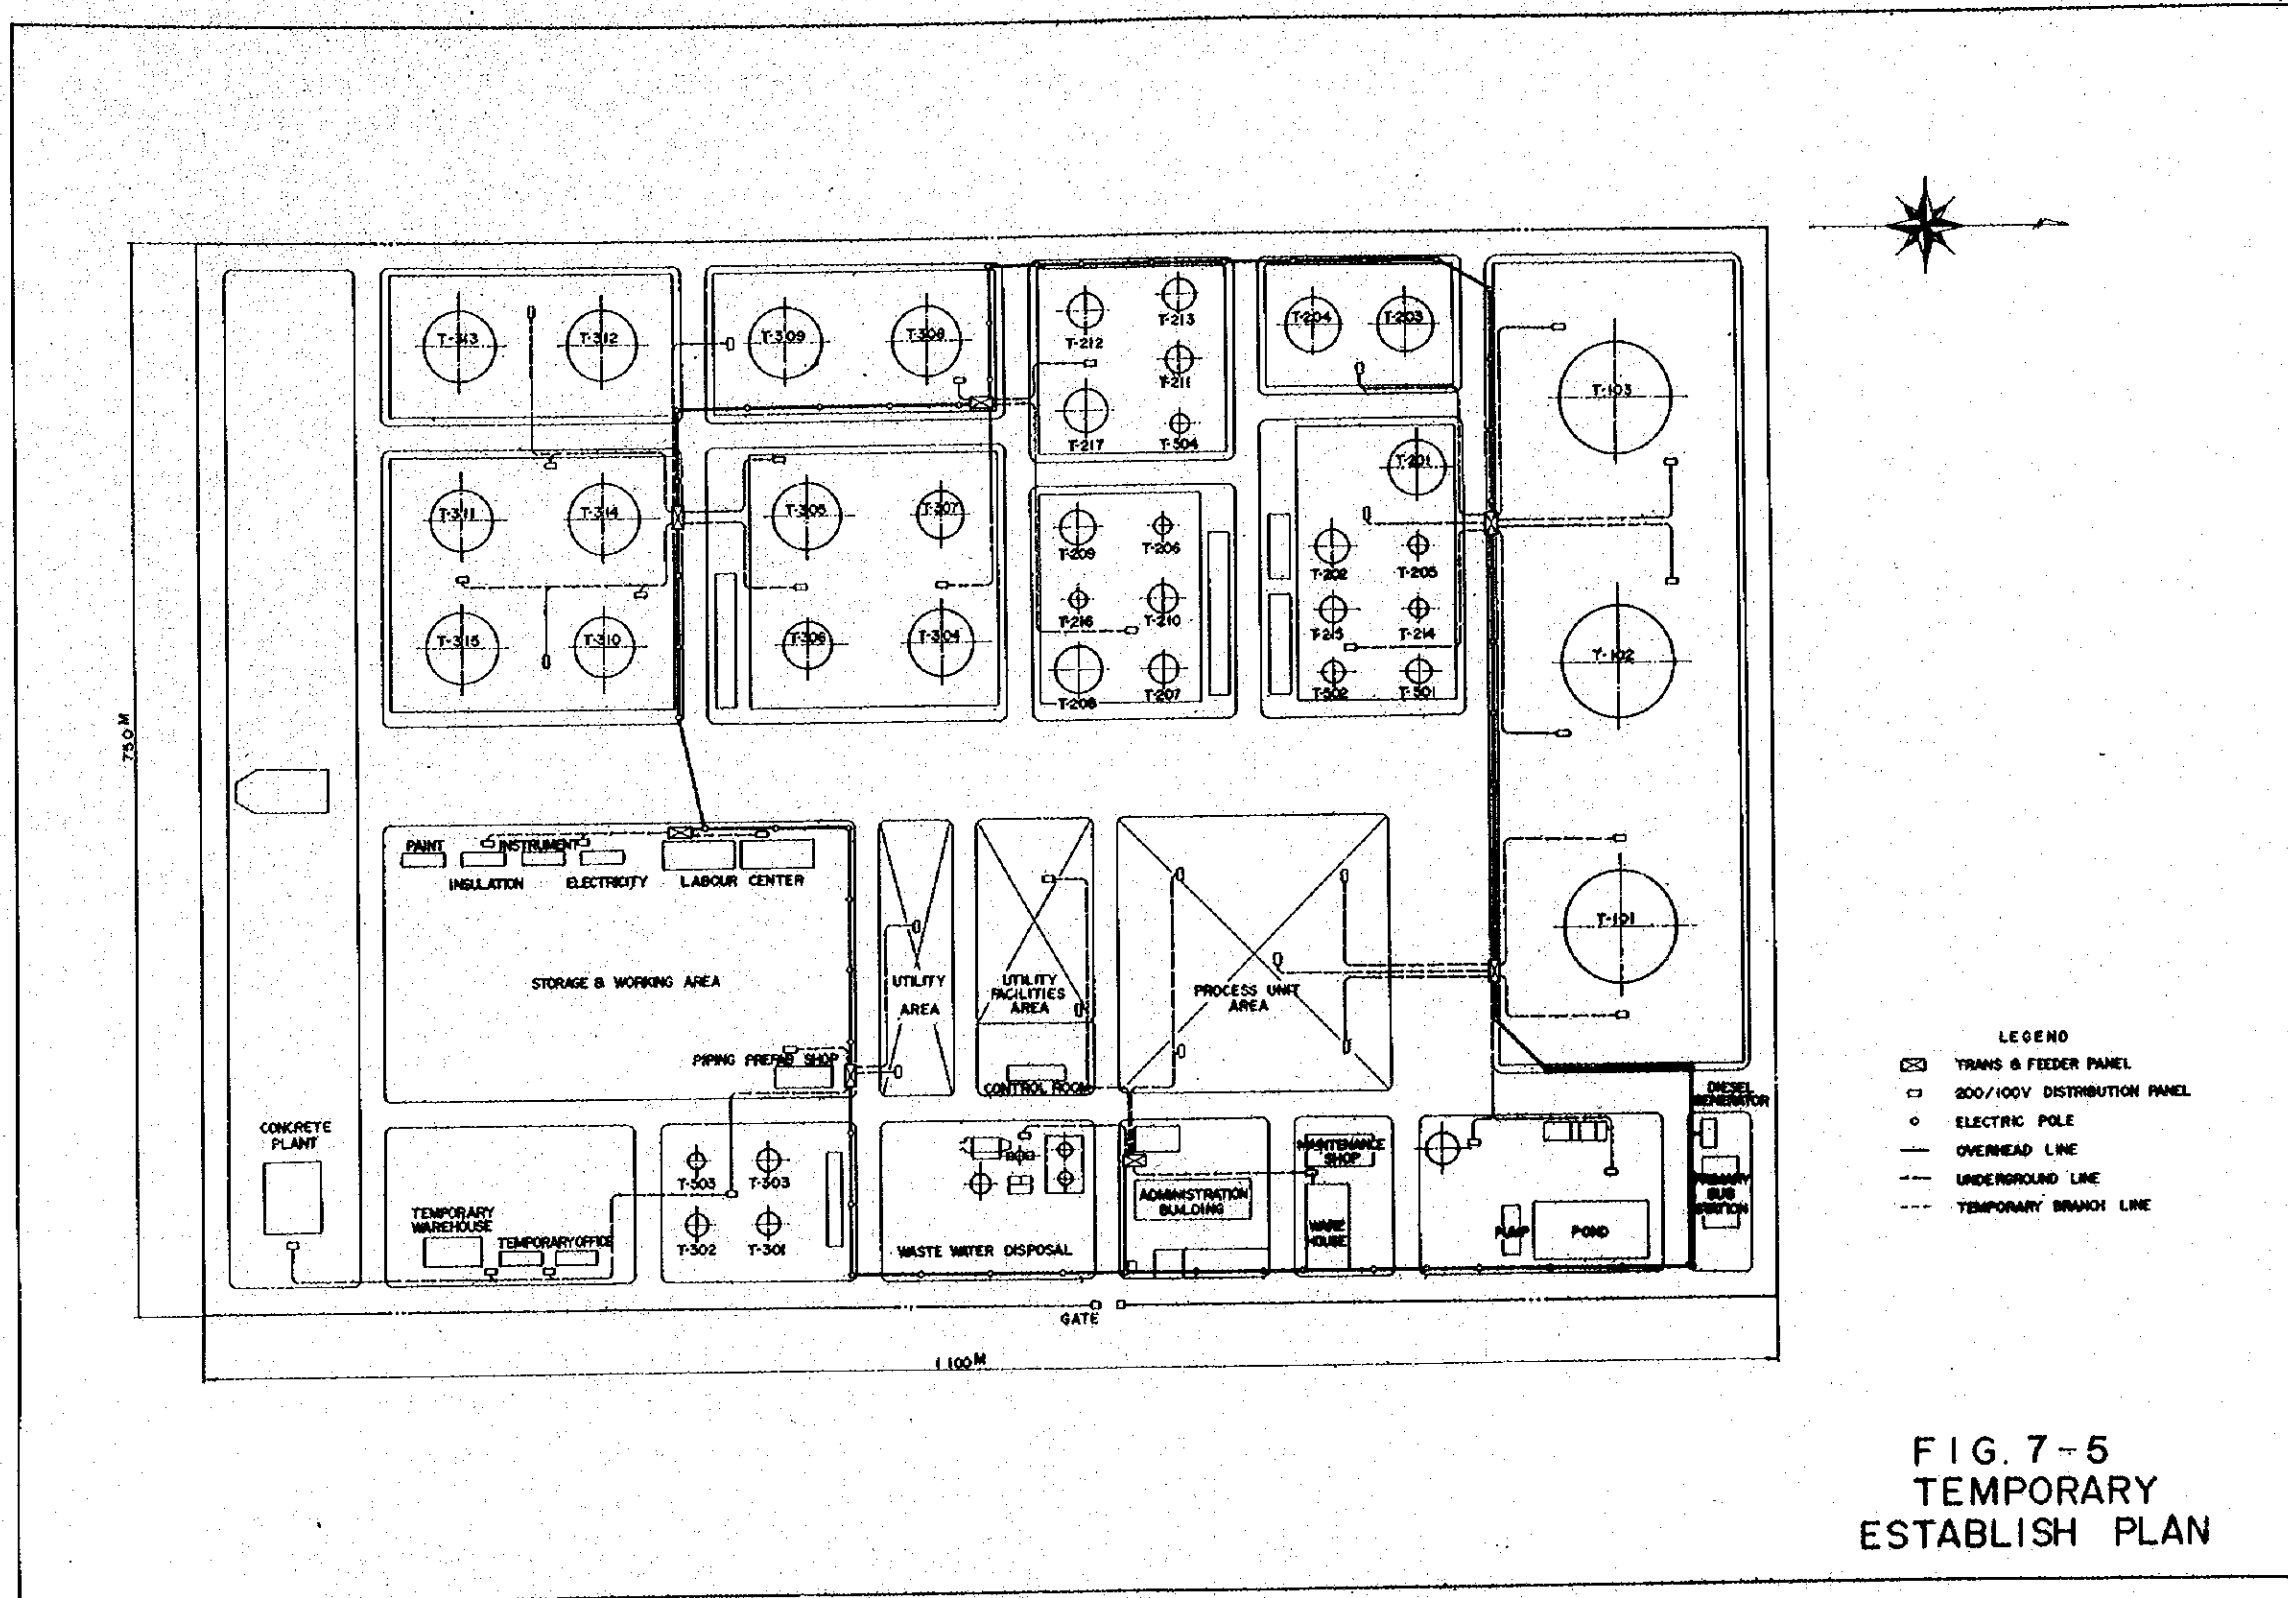 T-313
T-312
T-309
T-308
T-212
T-213
T-211
T-217
T-504
T-204
T-203
T-103
T-311
T-314
T-305
T-307
T-209
T-206
T-201
T-202
T-205
T-315
T-310
T-306
T-304
T-216
T-210
T-208
T-207
T-215
T-214
T-502
T-501
T-102
750M
PAINT
INSTRUMENT
INSULATION
ELECTRICITY
LABOUR CENTER
STORAGE & WORKING AREA
PIPING PREFAB SHOP
UTILITY
AREA
UTILITY
FACILITIES
AREA
CONTROL ROOM
PROCESS UNIT
AREA
T-101
CONCRETE
PLANT
TEMPORARY
WAREHOUSE
TEMPORARY OFFICE
T-503
T-303
T-302
T-301
WASTE WATER DISPOSAL
ADMINISTRATION
BUILDING
MAINTENANCE
SHOP
WARE
HOUSE
PUMP
POND
DIESEL
GENERATOR
PRIMARY
SUB
STATION
GATE
1100M
LEGEND
TRANS & FEEDER PANEL
200/100V DISTRIBUTION PANEL
ELECTRIC POLE
OVERHEAD LINE
UNDERGROUND LINE
TEMPORARY BRANCH LINE
FIG. 7-5
TEMPORARY
ESTABLISH PLAN